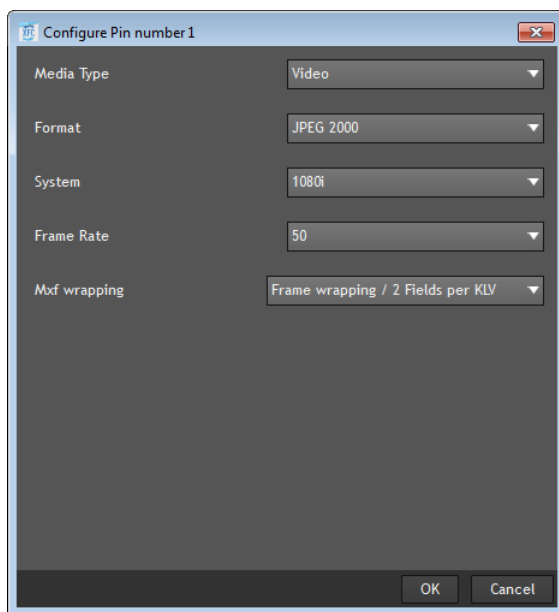 Configure Pin number 1
Media Type Video
Format JPEG 2000
System 1080i
Frame Rate 50
Mxf wrapping Frame wrapping / 2 Fields per KLV
OK Cancel